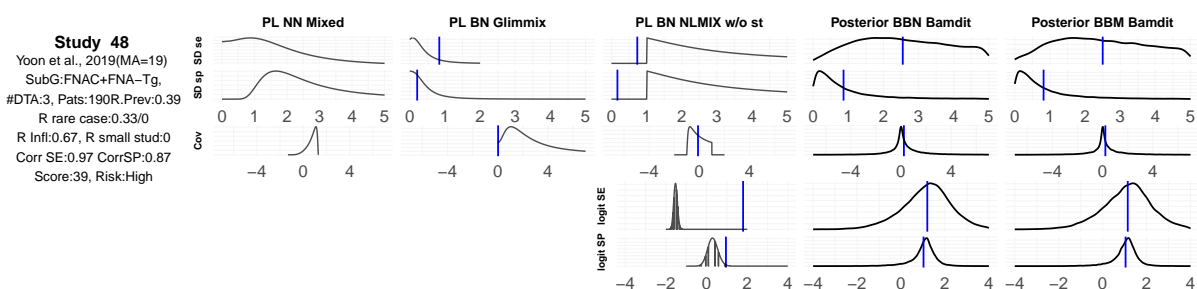 PL NN Mixed
PL BN Glimmix
PL BN NLMIX w/o st
Posterior BBN Bamdit
Posterior BBM Bamdit
Study 48
Yoon et al., 2019(MA=19)
SubG:FNAC+FNA−Tg,
#DTA:3, Pats:190R.Prev:0.39
R rare case:0.33/0
R Infl:0.67, R small stud:0
Corr SE:0.97 CorrSP:0.87
Score:39, Risk:High
SD se
SD sp
0 1 2 3 4 5
0 1 2 3 4 5
0 1 2 3 4 5
0 1 2 3 4 5
0 1 2 3 4 5
Cov
−4 0 4
−4 0 4
−4 0 4
−4 0 4
−4 0 4
logit SE
logit SP
−4 −2 0 2 4
−4 −2 0 2 4
−4 −2 0 2 4